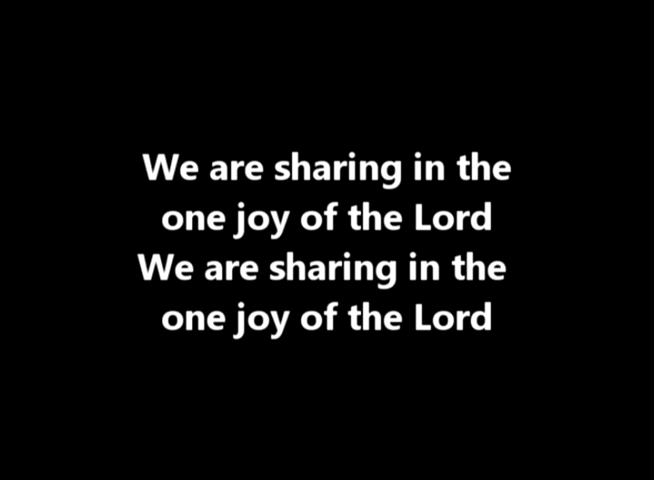 We are sharing in the
one joy of the Lord
We are sharing in the
one joy of the Lord